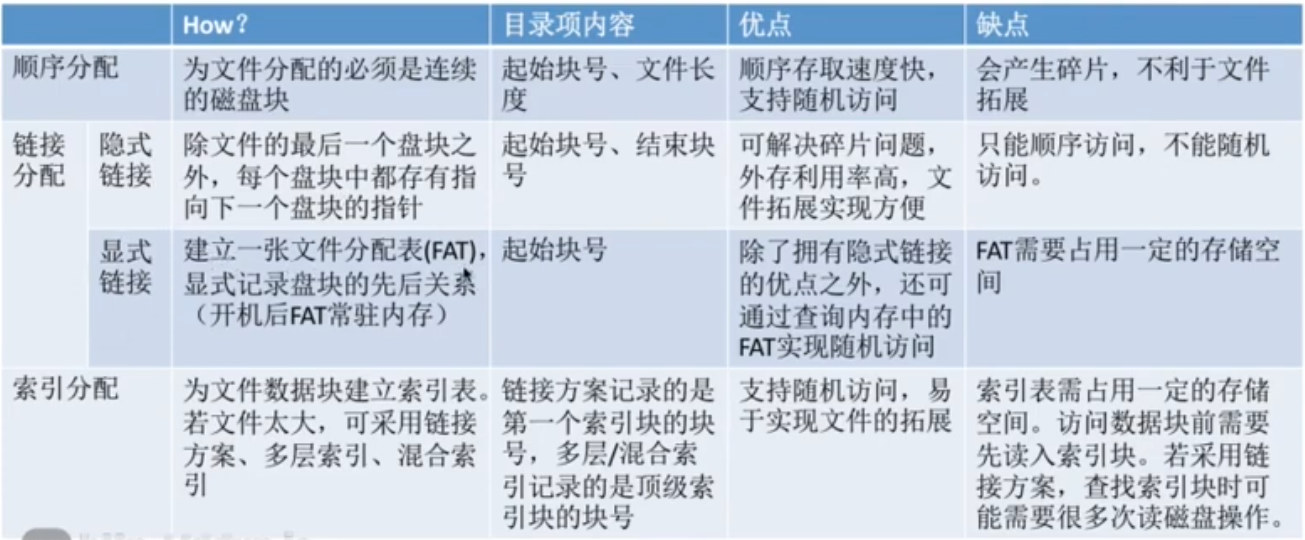 How? 目录项内容 优点 缺点
顺序分配 为文件分配的必须是连续 起始块号、文件长 顺序存取速度快， 会产生碎片，不利于文件
的磁盘块 度 支持随机访问 拓展
链接 隐式 除文件的最后一个盘块之 起始块号、结束块 可解决碎片问题， 只能顺序访问，不能随机
分配 链接 外，每个盘块中都存有指 号 外存利用率高，文 访问。
向下一个盘块的指针 件拓展实现方便
显式 建立一张文件分配表(FAT)， 起始块号 除了拥有隐式链接 FAT需要占用一定的存储空
链接 显式记录盘块的先后关系 的优点之外，还可 间
（开机后FAT常驻内存） 通过查询内存中的
FAT实现随机访问
索引分配 为文件数据块建立索引表。 链接方案记录的是 支持随机访问，易 索引表需占用一定的存储
若文件太大，可采用链接 第一个索引块的块 于实现文件的拓展 空间。访问数据块前需要
方案、多层索引、混合索 号，多层/混合索 先读入索引块。若采用链
引 引记录的是顶级索 接方案，查找索引块时可
引块的块号 能需要很多次读磁盘操作。